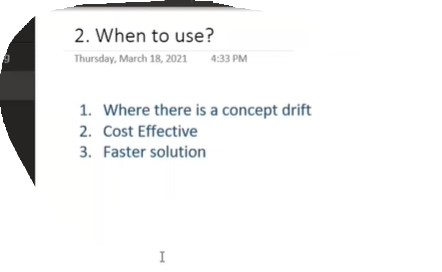 2. When to use?
Thursday, March 18, 2021 4:33 PM
1. Where there is a concept drift
2. Cost Effective
3. Faster solution